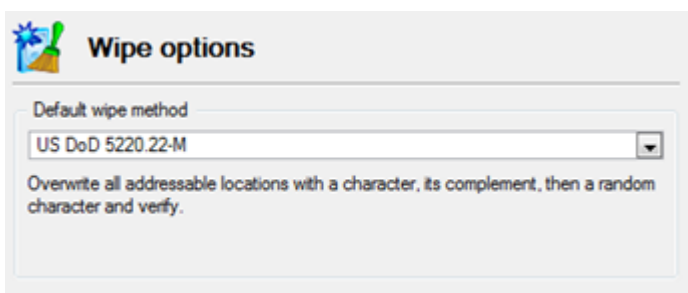 Wipe options
Default wipe method
US DoD 5220.22-M
Overwrite all addressable locations with a character, its complement, then a random
character and verify.